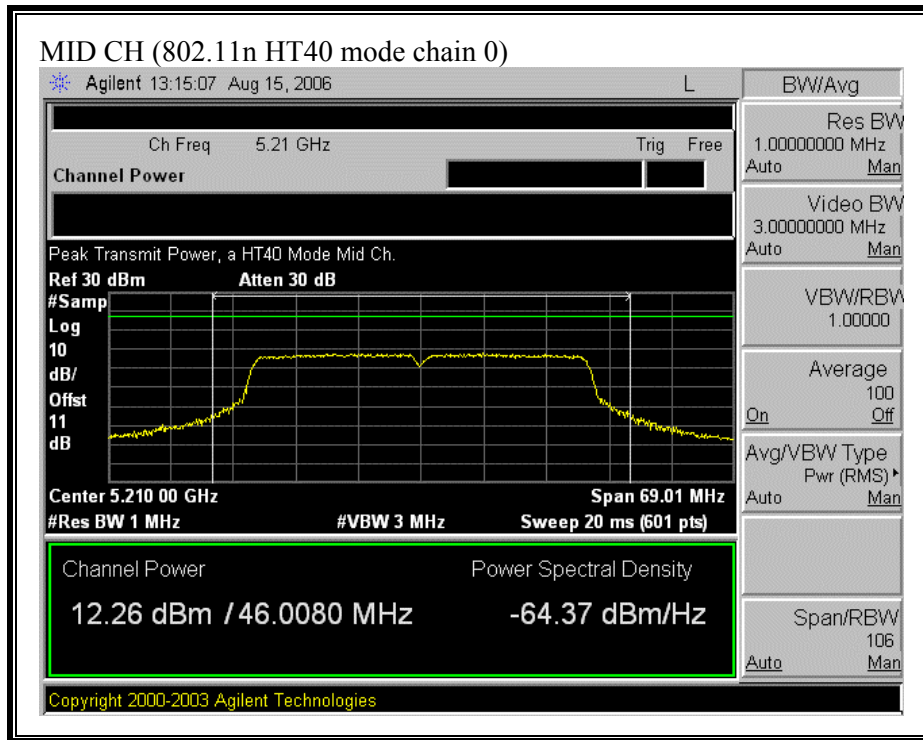 MID CH (802.11n HT40 mode chain 0)
Agilent 13:15:07 Aug 15, 2006 L
BW/Avg
Ch Freq 5.21 GHz Trig Free
Channel Power
Peak Transmit Power, a HT40 Mode Mid Ch.
Ref 30 dBm Atten 30 dB
#Samp
Log
10
dB/
Offst
11
dB
Center 5.210 00 GHz Span 69.01 MHz
#Res BW 1 MHz #VBW 3 MHz Sweep 20 ms (601 pts)
Channel Power Power Spectral Density
12.26 dBm / 46.0080 MHz -64.37 dBm/Hz
Copyright 2000-2003 Agilent Technologies
Res BW
1.00000000 MHz
Auto Man
Video BW
3.00000000 MHz
Auto Man
VBW/RBW
1.00000
Average
100
On Off
Avg/VBW Type
Pwr (RMS)
Auto Man
Span/RBW
106
Auto Man